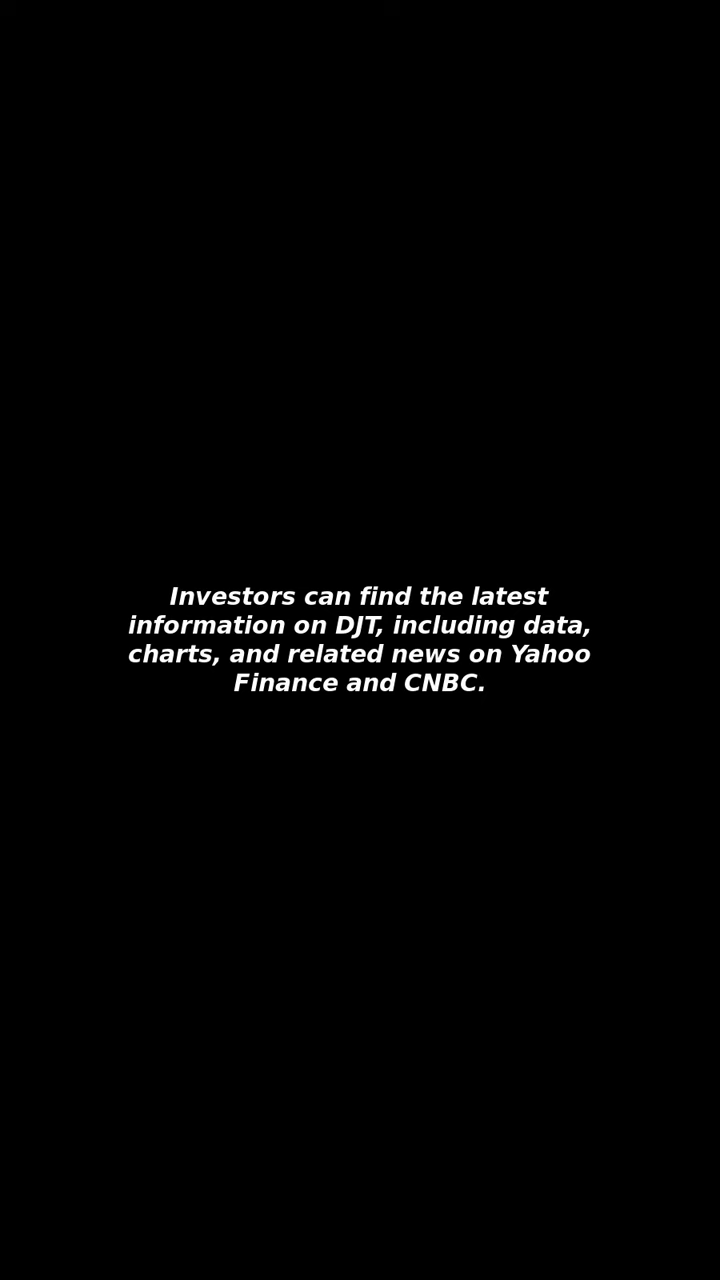 Investors can find the latest
information on DJT, including data,
charts, and related news on Yahoo
Finance and CNBC.